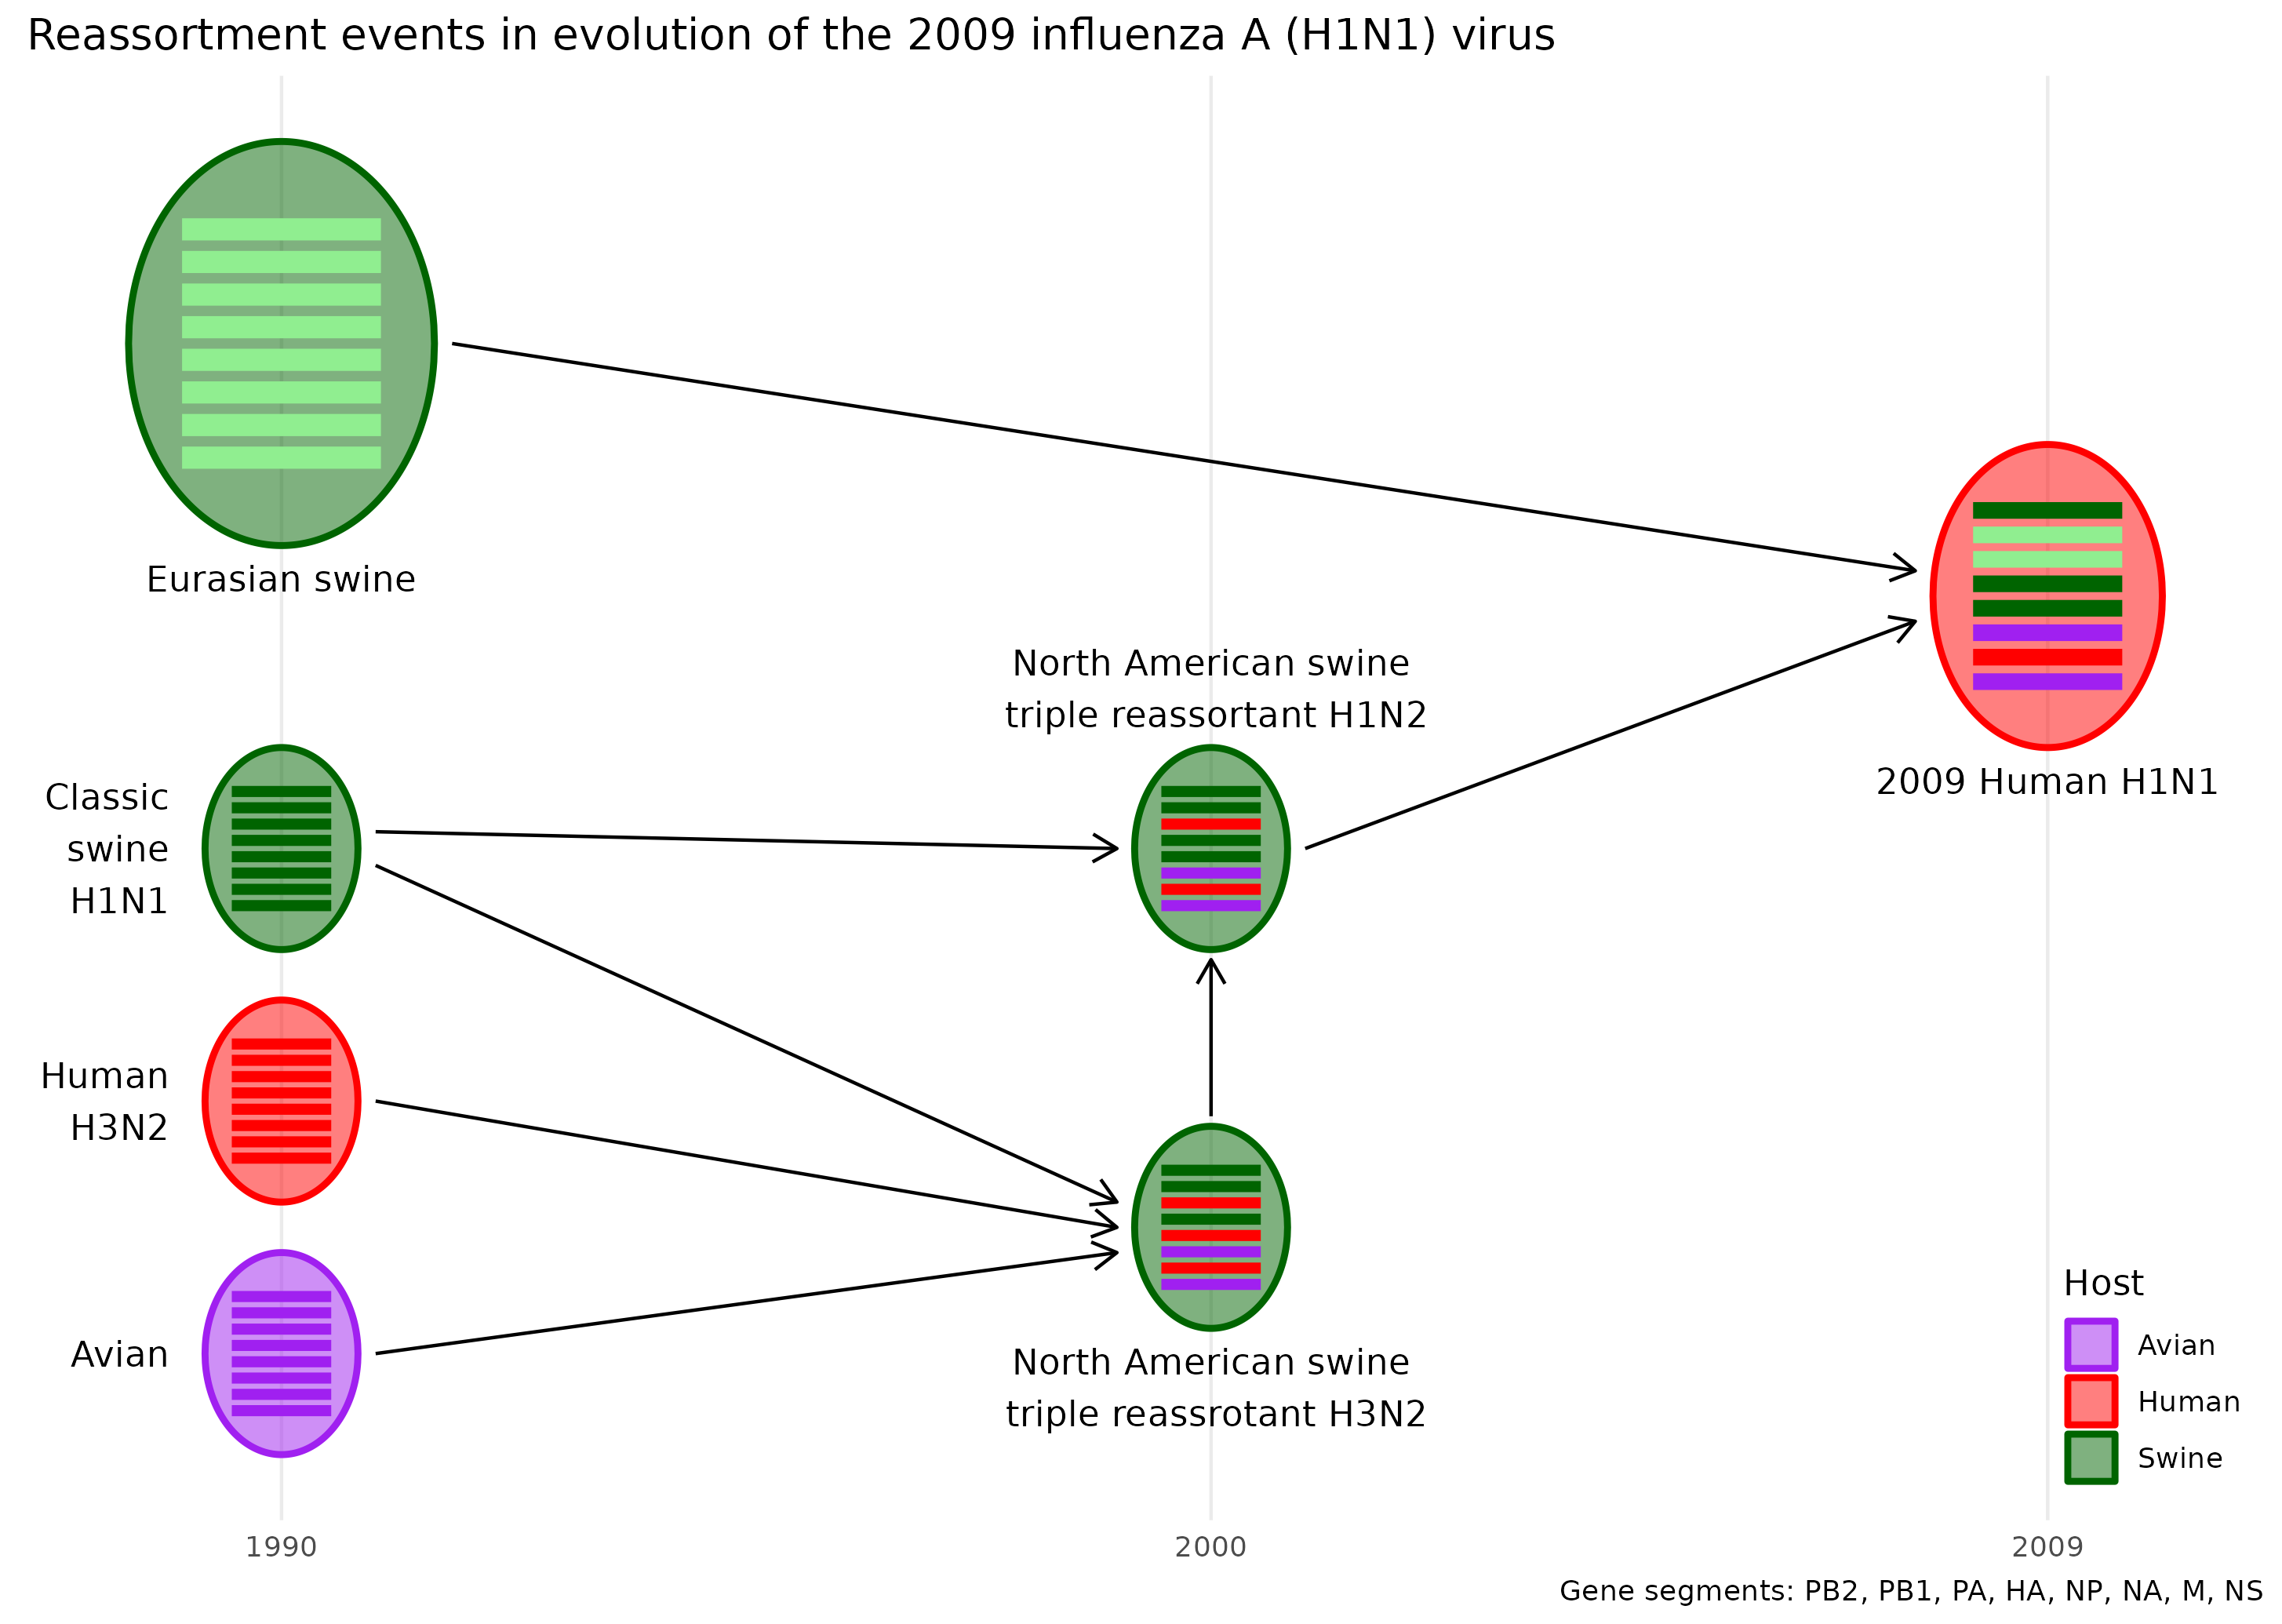 Reassortment events in evolution of the 2009 influenza A (H1N1) virus
Eurasian swine
North American swine
triple reassortant H1N2
2009 Human H1N1
Classic
swine
H1N1
Human
H3N2
Avian
North American swine
triple reassrotant H3N2
Host
Avian
Human
Swine
1990
2000
2009
Gene segments: PB2, PB1, PA, HA, NP, NA, M, NS